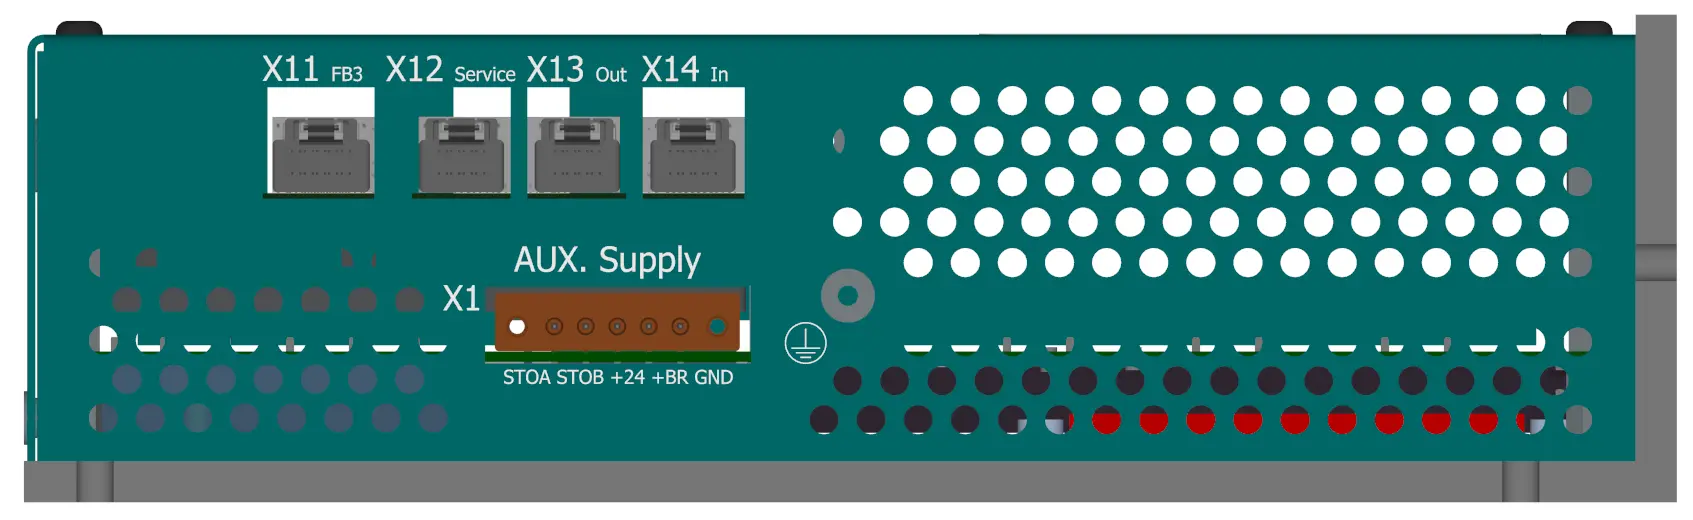 X11 FB3 X12 Service X13 Out X14 In
AUX. Supply
X1
STOA STOB +24 +BR GND